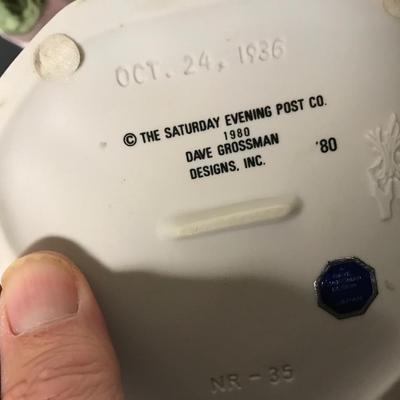 OCT. 24, 1936
© THE SATURDAY EVENING POST CO.
1980
DAVE GROSSMAN
DESIGNS, INC.
'80
NR - 35